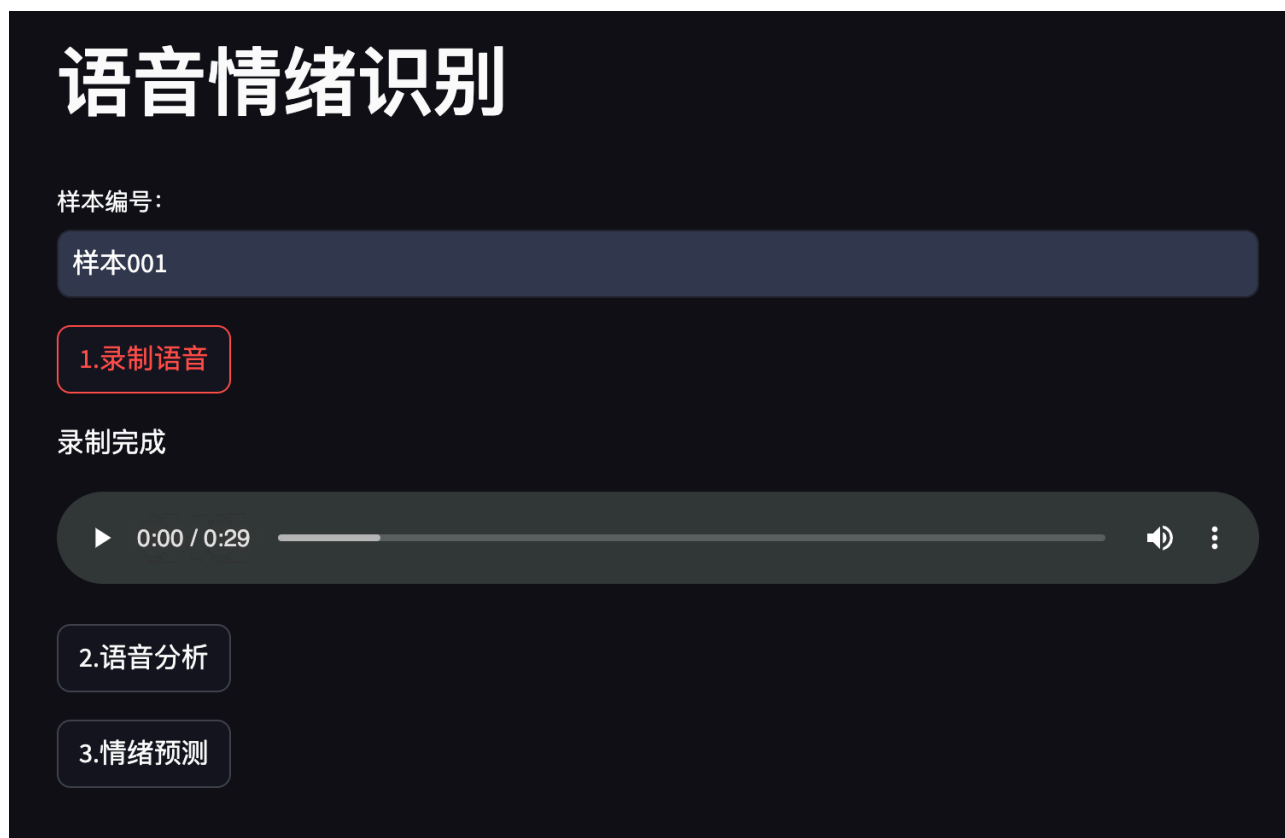 语音情绪识别
样本编号：
样本001
1.录制语音
录制完成
0:00 / 0:29
2.语音分析
3.情绪预测